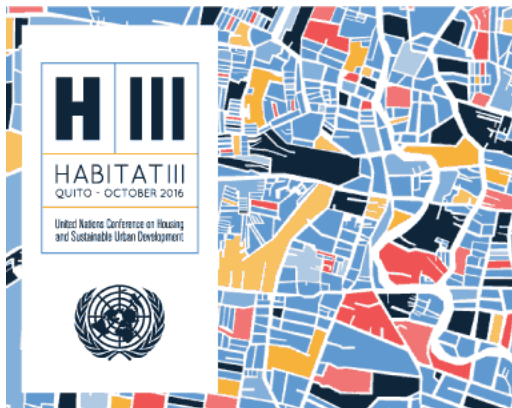 H III
HABITAT III
QUITO - OCTOBER 2016
United Nations Conference on Housing
and Sustainable Urban Development